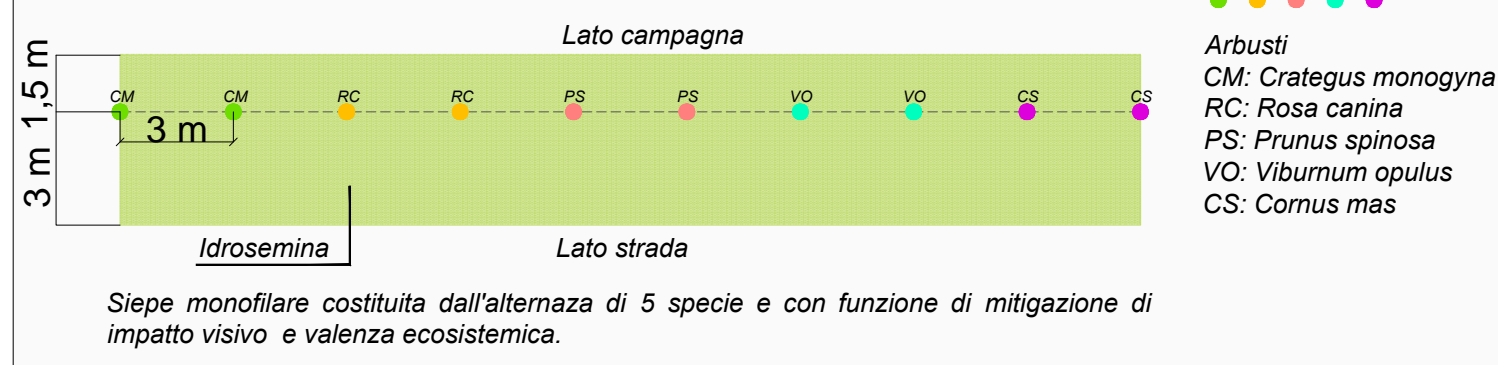 Lato campagna
1,5 m
CM CM RC RC PS PS VO VO CS CS
3 m
3 m
Idrosemina
Lato strada
Siepe monofilare costituita dall'alternaza di 5 specie e con funzione di mitigazione di
impatto visivo e valenza ecosistemica.
Arbusti
CM: Crategus monogyna
RC: Rosa canina
PS: Prunus spinosa
VO: Viburnum opulus
CS: Cornus mas